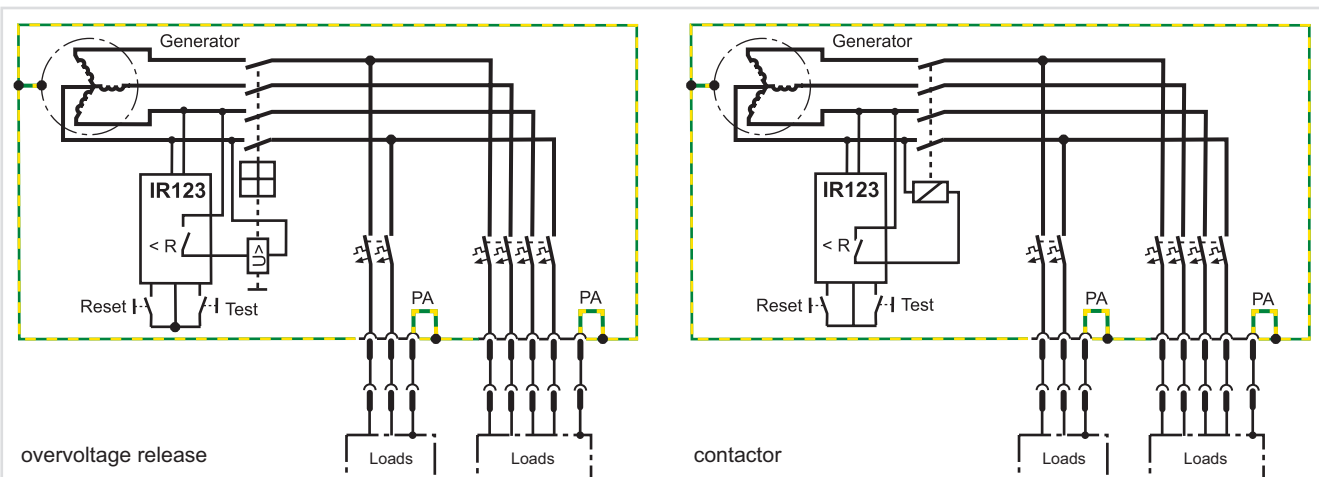 Generator
IR123
< R
U>
Reset
Test
PA
PA
Loads
Loads
overvoltage release
Generator
IR123
< R
Reset
Test
PA
PA
Loads
Loads
contactor